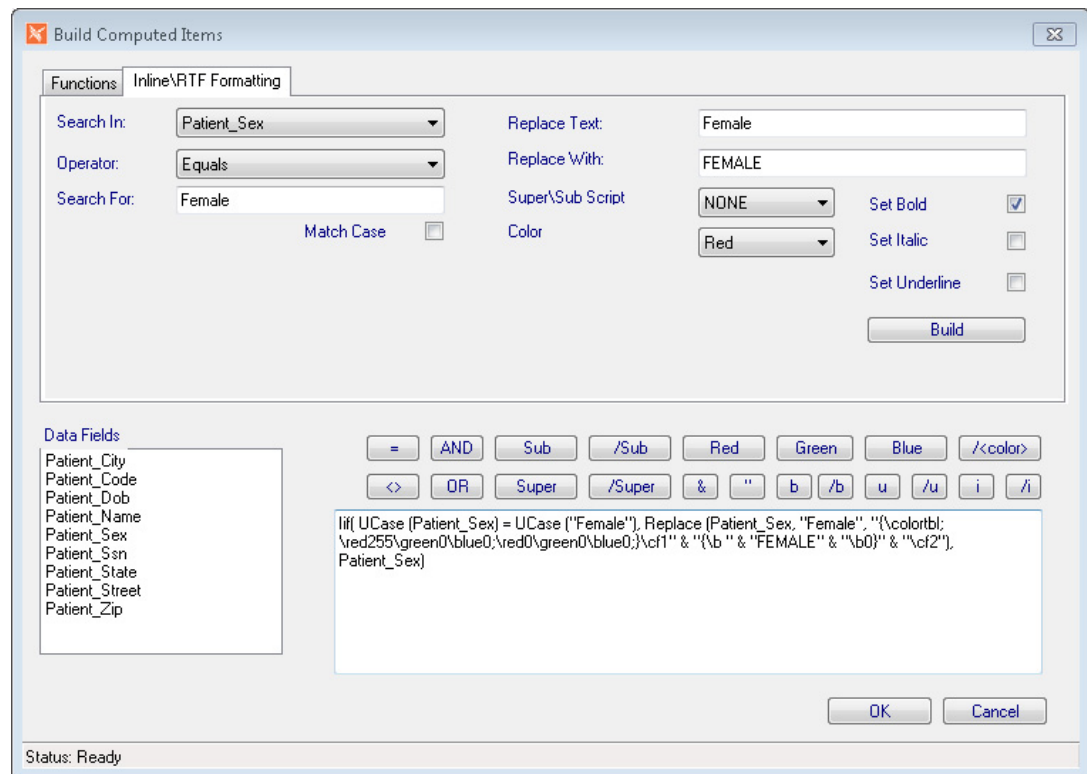 Build Computed Items
Functions
Inline\RTF Formatting
Search In:
Patient_Sex
Replace Text:
Female
Operator:
Equals
Replace With:
FEMALE
Search For:
Female
Super\Sub Script
NONE
Set Bold
Match Case
Color
Red
Set Italic
Set Underline
Build
Data Fields
Patient_City
Patient_Code
Patient_Dob
Patient_Name
Patient_Sex
Patient_Ssn
Patient_State
Patient_Street
Patient_Zip
= AND Sub /Sub Red Green Blue /<color>
<> OR Super /Super & " b /b u /u i /i
Iif( UCase (Patient_Sex) = UCase ("Female"), Replace (Patient_Sex, "Female", "{\colortbl;
\red255\green0\blue0;\red0\green0\blue0;}\cf1" & "{\b " & "FEMALE" & "\b0}" & "\cf2"),
Patient_Sex)
OK
Cancel
Status: Ready